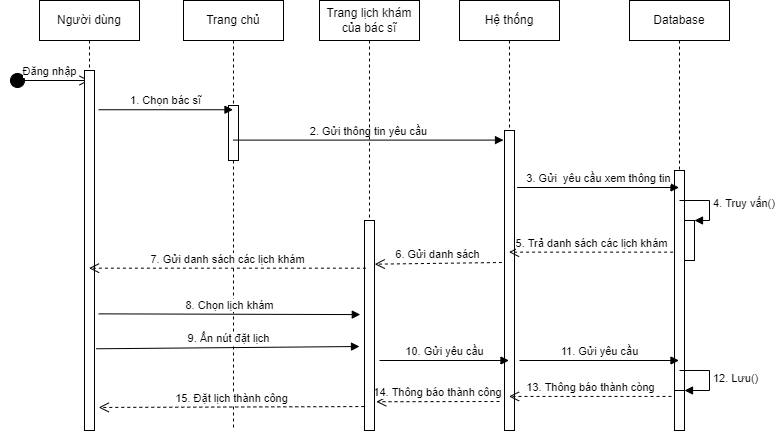 Người dùng
Trang chủ
Trang lịch khám
của bác sĩ
Hệ thống
Database
Đăng nhập
1. Chọn bác sĩ
2. Gửi thông tin yêu cầu
3. Gửi yêu cầu xem thông tin
4. Truy vấn()
5. Trả danh sách các lịch khám
6. Gửi danh sách
7. Gửi danh sách các lịch khám
8. Chọn lịch khám
9. Ấn nút đặt lịch
10. Gửi yêu cầu
11. Gửi yêu cầu
12. Lưu()
13. Thông báo thành còng
14. Thông báo thành công
15. Đặt lịch thành công